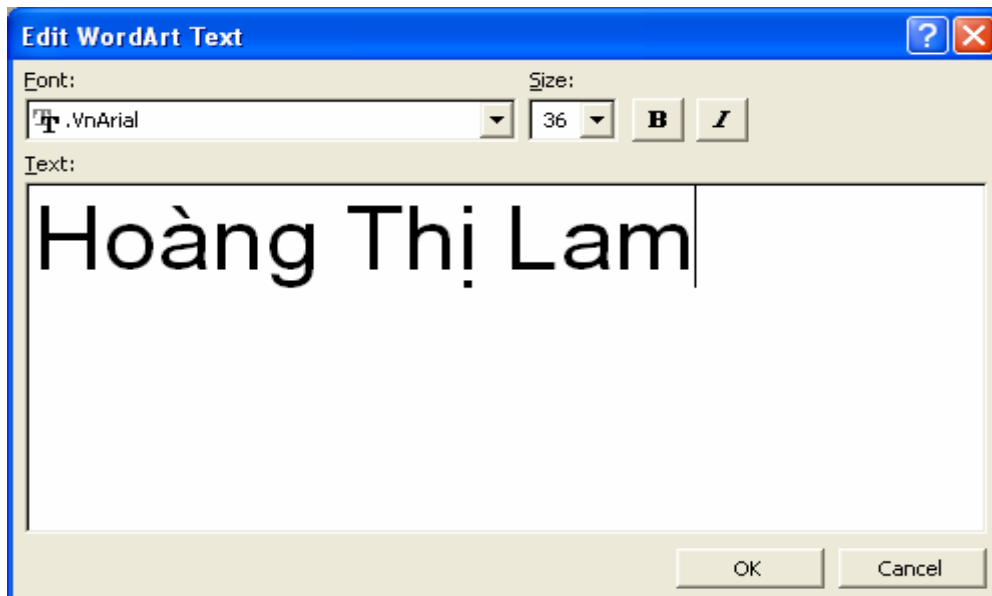 Edit WordArt Text
Font: Size:
.VnArial 36 B I
Text:
Hoàng Thị Lam
OK Cancel